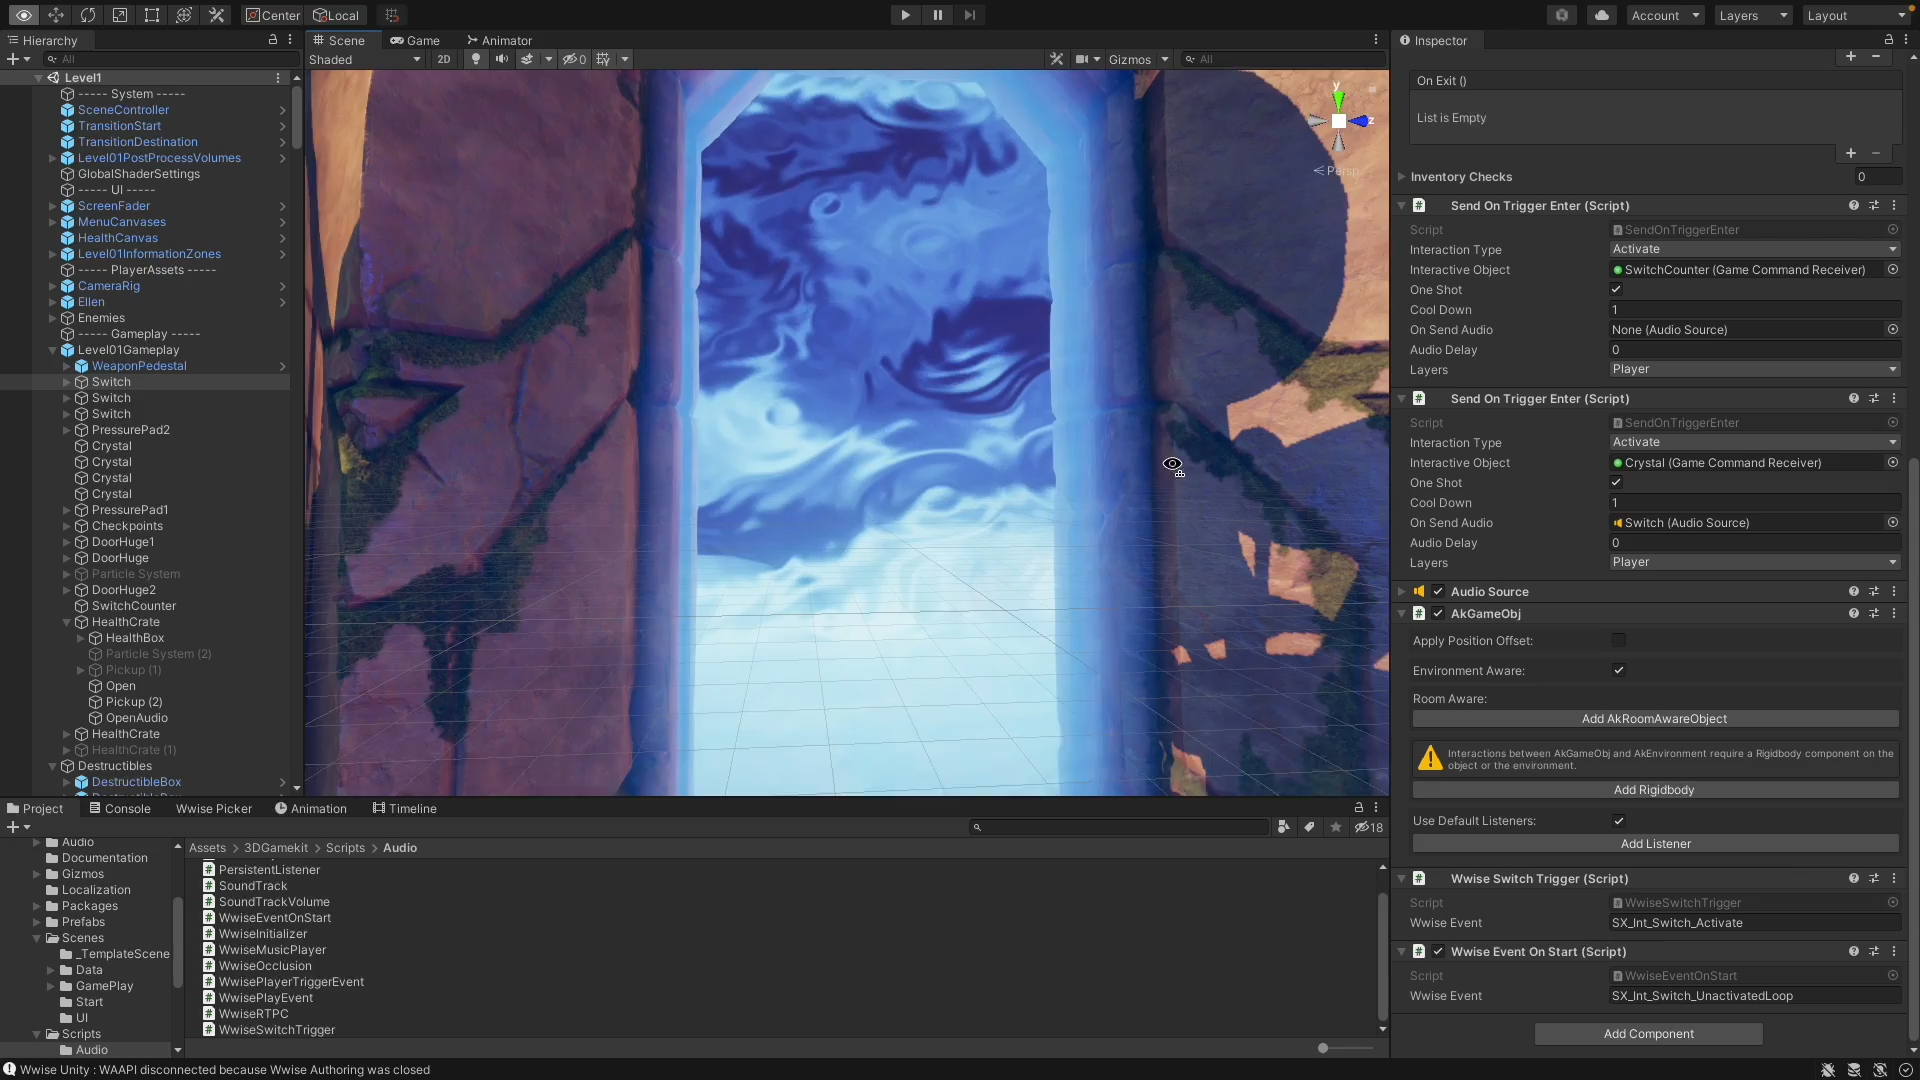 Center
Local
Account
Layers
Layout
Hierarchy
All
Level1
----- System -----
SceneController
TransitionStart
TransitionDestination
Level01PostProcessVolumes
GlobalShaderSettings
----- UI -----
ScreenFader
MenuCanvases
HealthCanvas
Level01InformationZones
----- PlayerAssets -----
CameraRig
Ellen
Enemies
----- Gameplay -----
Level01Gameplay
WeaponPedestal
Switch
Switch
Switch
PressurePad2
Crystal
Crystal
Crystal
Crystal
PressurePad1
Checkpoints
DoorHuge1
DoorHuge
Particle System
DoorHuge2
SwitchCounter
HealthCrate
HealthBox
Particle System (2)
Pickup (1)
Open
Pickup (2)
OpenAudio
HealthCrate
HealthCrate (1)
Destructibles
DestructibleBox
Scene
Game
Animator
Shaded
2D
0
Gizmos
All
y
z
Persp
Inspector
On Exit ()
List is Empty
Inventory Checks
0
Send On Trigger Enter (Script)
Script
SendOnTriggerEnter
Interaction Type
Activate
Interactive Object
SwitchCounter (Game Command Receiver)
One Shot
Cool Down
1
On Send Audio
None (Audio Source)
Audio Delay
0
Layers
Player
Send On Trigger Enter (Script)
Script
SendOnTriggerEnter
Interaction Type
Activate
Interactive Object
Crystal (Game Command Receiver)
One Shot
Cool Down
1
On Send Audio
Switch (Audio Source)
Audio Delay
0
Layers
Player
Audio Source
AkGameObj
Apply Position Offset:
Environment Aware:
Room Aware:
Add AkRoomAwareObject
Interactions between AkGameObj and AkEnvironment require a Rigidbody component on the
object or the environment.
Add Rigidbody
Use Default Listeners:
Add Listener
Wwise Switch Trigger (Script)
Script
WwiseSwitchTrigger
Wwise Event
SX_Int_Switch_Activate
Wwise Event On Start (Script)
Script
WwiseEventOnStart
Wwise Event
SX_Int_Switch_UnactivatedLoop
Add Component
Project
Console
Wwise Picker
Animation
Timeline
18
Audio
Documentation
Gizmos
Localization
Packages
Prefabs
Scenes
_TemplateScene
Data
GamePlay
Start
UI
Scripts
Audio
Assets > 3DGamekit > Scripts > Audio
PersistentListener
SoundTrack
SoundTrackVolume
WwiseEventOnStart
WwiseInitializer
WwiseMusicPlayer
WwiseOcclusion
WwisePlayerTriggerEvent
WwisePlayEvent
WwiseRTPC
WwiseSwitchTrigger
Wwise Unity : WAAPI disconnected because Wwise Authoring was closed